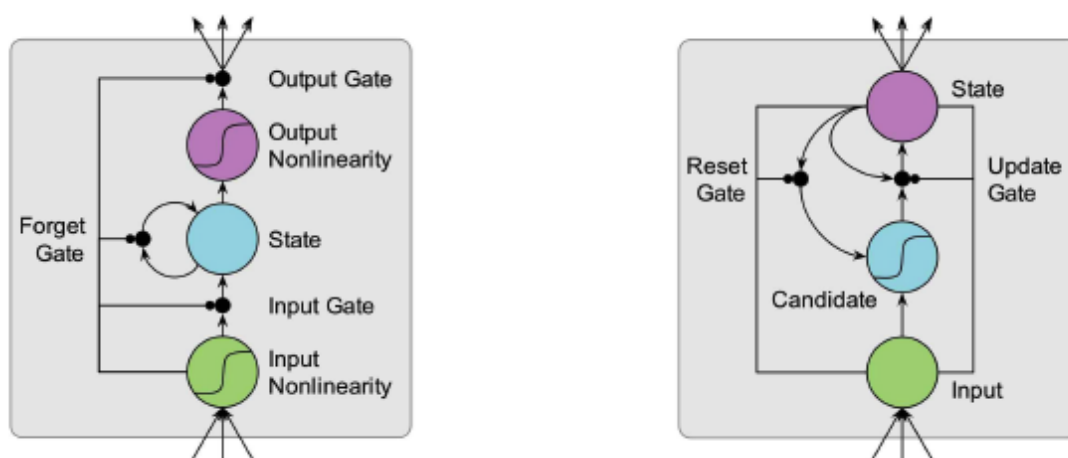 Output Gate
Output
Nonlinearity
Forget
Gate
State
Input Gate
Input
Nonlinearity
State
Reset
Gate
Update
Gate
Candidate
Input